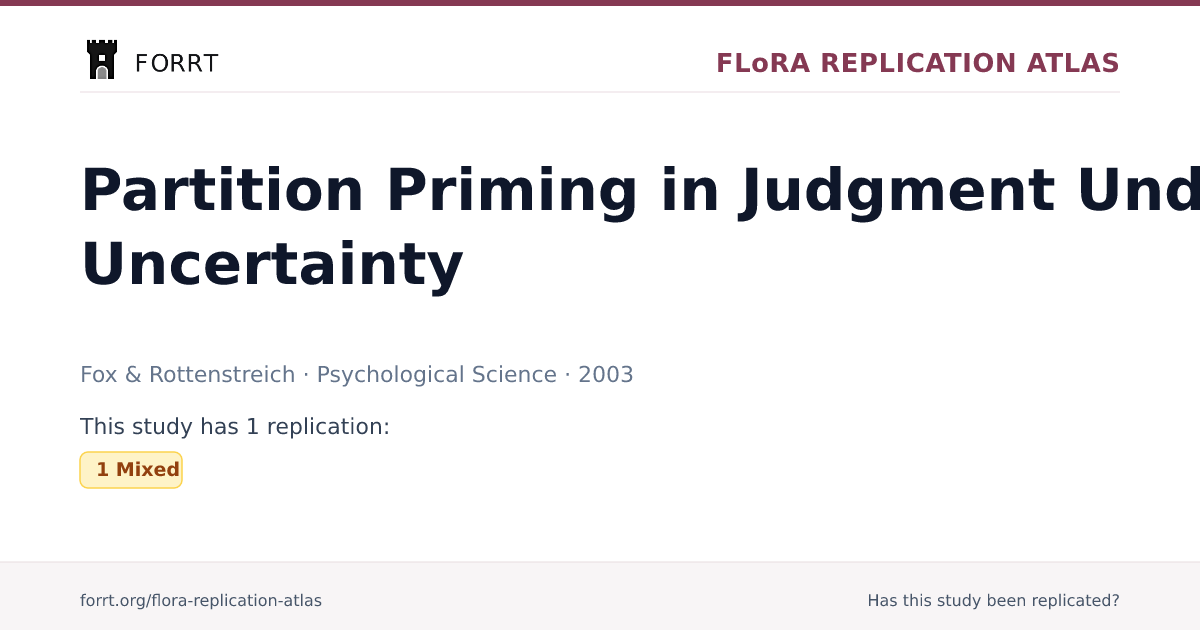 FORRT
FLoRA REPLICATION ATLAS
Partition Priming in Judgment Und
Uncertainty
Fox & Rottenstreich · Psychological Science · 2003
This study has 1 replication:
1 Mixed
forrt.org/flora-replication-atlas
Has this study been replicated?